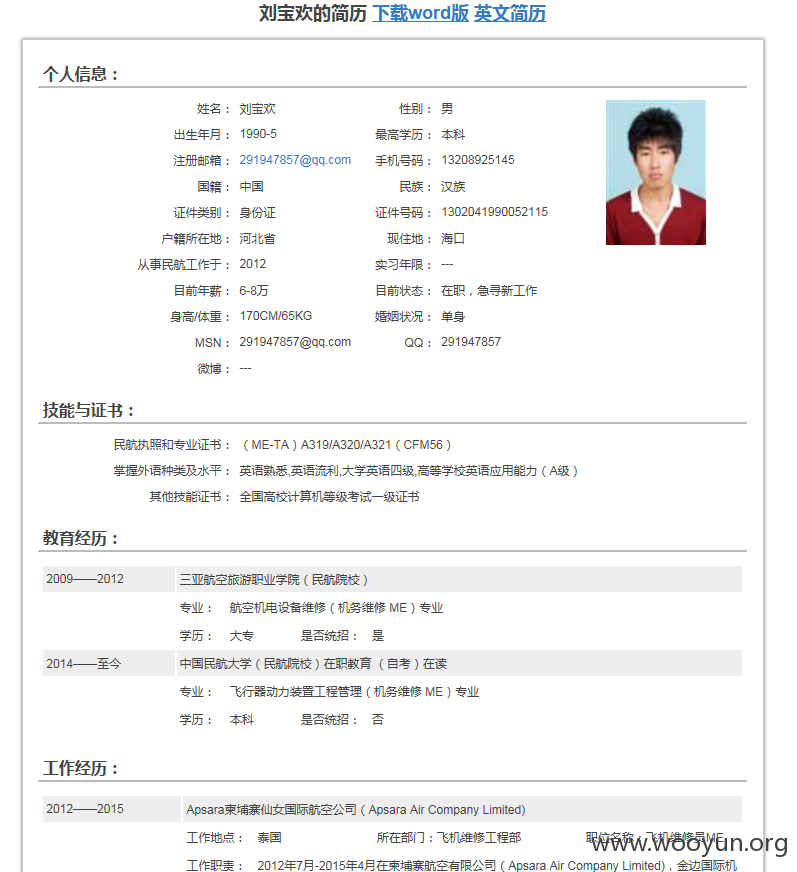 刘宝欢的简历 下载word版 英文简历
个人信息：
姓名： 刘宝欢 性别： 男
出生年月： 1990-5 最高学历： 本科
注册邮箱： 291947857@qq.com 手机号码： 13208925145
国籍： 中国 民族： 汉族
证件类别： 身份证 证件号码： 1302041990052115
户籍所在地： 河北省 现住地： 海口
从事民航工作于： 2012 实习年限： ---
目前年薪： 6-8万 目前状态： 在职，急寻新工作
身高/体重： 170CM/65KG 婚姻状况： 单身
MSN： 291947857@qq.com QQ： 291947857
微博： ---
技能与证书：
民航执照和专业证书： （ME-TA）A319/A320/A321（CFM56）
掌握外语种类及水平： 英语熟悉,英语流利,大学英语四级,高等学校英语应用能力（A级）
其他技能证书： 全国高校计算机等级考试一级证书
教育经历：
2009——2012 三亚航空旅游职业学院（民航院校）
专业： 航空机电设备维修（机务维修 ME）专业
学历： 大专 是否统招： 是
2014——至今 中国民航大学（民航院校）在职教育 （自考）在读
专业： 飞行器动力装置工程管理（机务维修 ME）专业
学历： 本科 是否统招： 否
工作经历：
2012——2015 Apsara柬埔寨仙女国际航空公司（Apsara Air Company Limited)
工作地点： 泰国 所在部门：飞机维修工程部 职位名称：飞机维修员ME
www.wooyun.org
工作职责： 2012年7月-2015年4月在柬埔寨航空有限公司（Apsara Air Company Limited)，金边国际机